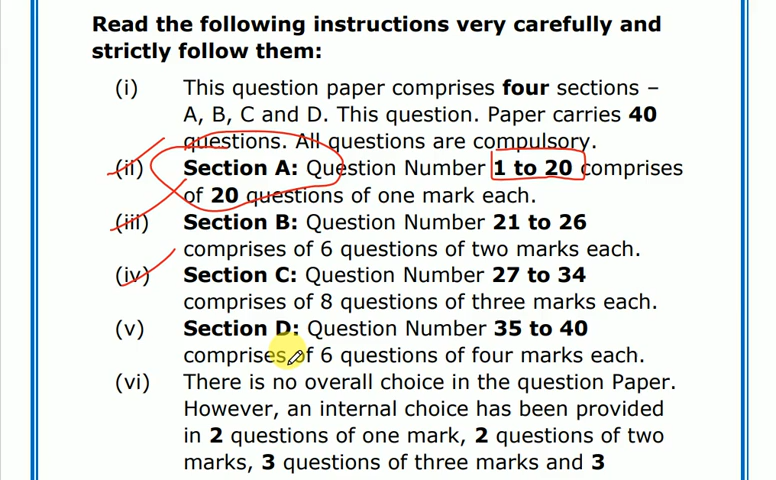 Read the following instructions very carefully and
strictly follow them:
(i) This question paper comprises four sections –
A, B, C and D. This question. Paper carries 40
questions. All questions are compulsory.
(ii) Section A: Question Number 1 to 20 comprises
of 20 questions of one mark each.
(iii) Section B: Question Number 21 to 26
comprises of 6 questions of two marks each.
(iv) Section C: Question Number 27 to 34
comprises of 8 questions of three marks each.
(v) Section D: Question Number 35 to 40
comprises of 6 questions of four marks each.
(vi) There is no overall choice in the question Paper.
However, an internal choice has been provided
in 2 questions of one mark, 2 questions of two
marks, 3 questions of three marks and 3